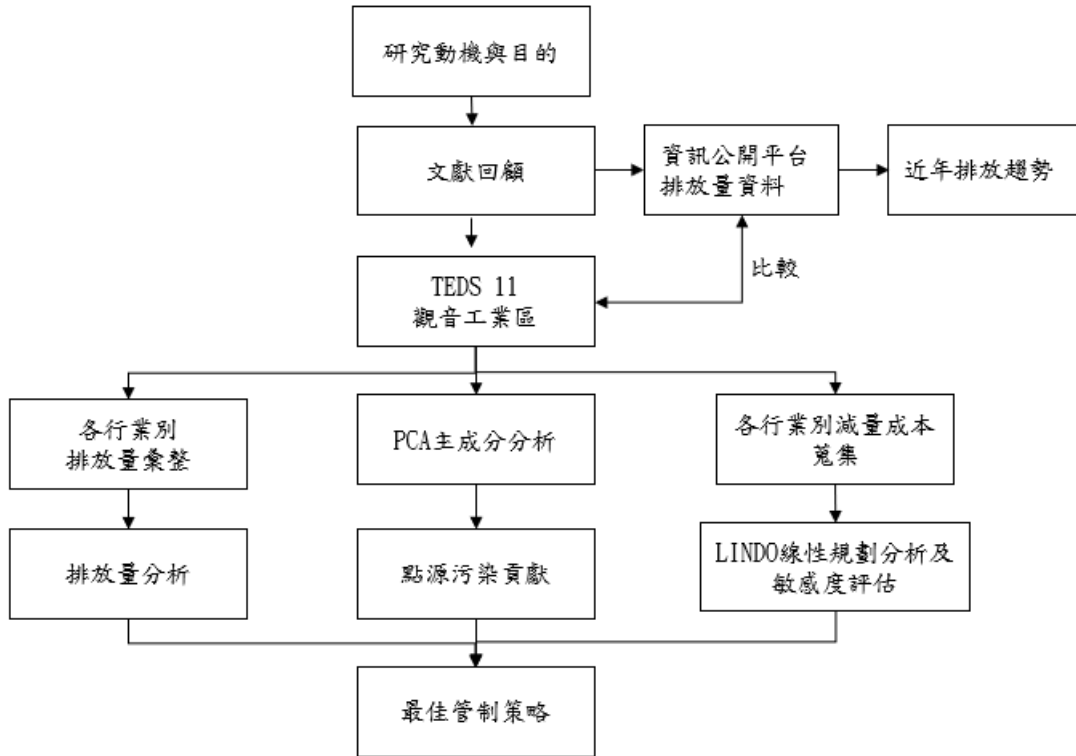 研究動機與目的
文獻回顧
資訊公開平台
排放量資料
近年排放趨勢
比較
TEDS 11
觀音工業區
各行業別
排放量彙整
PCA主成分分析
各行業別減量成本
蒐集
排放量分析
點源污染貢獻
LINDO線性規劃分析及
敏感度評估
最佳管制策略